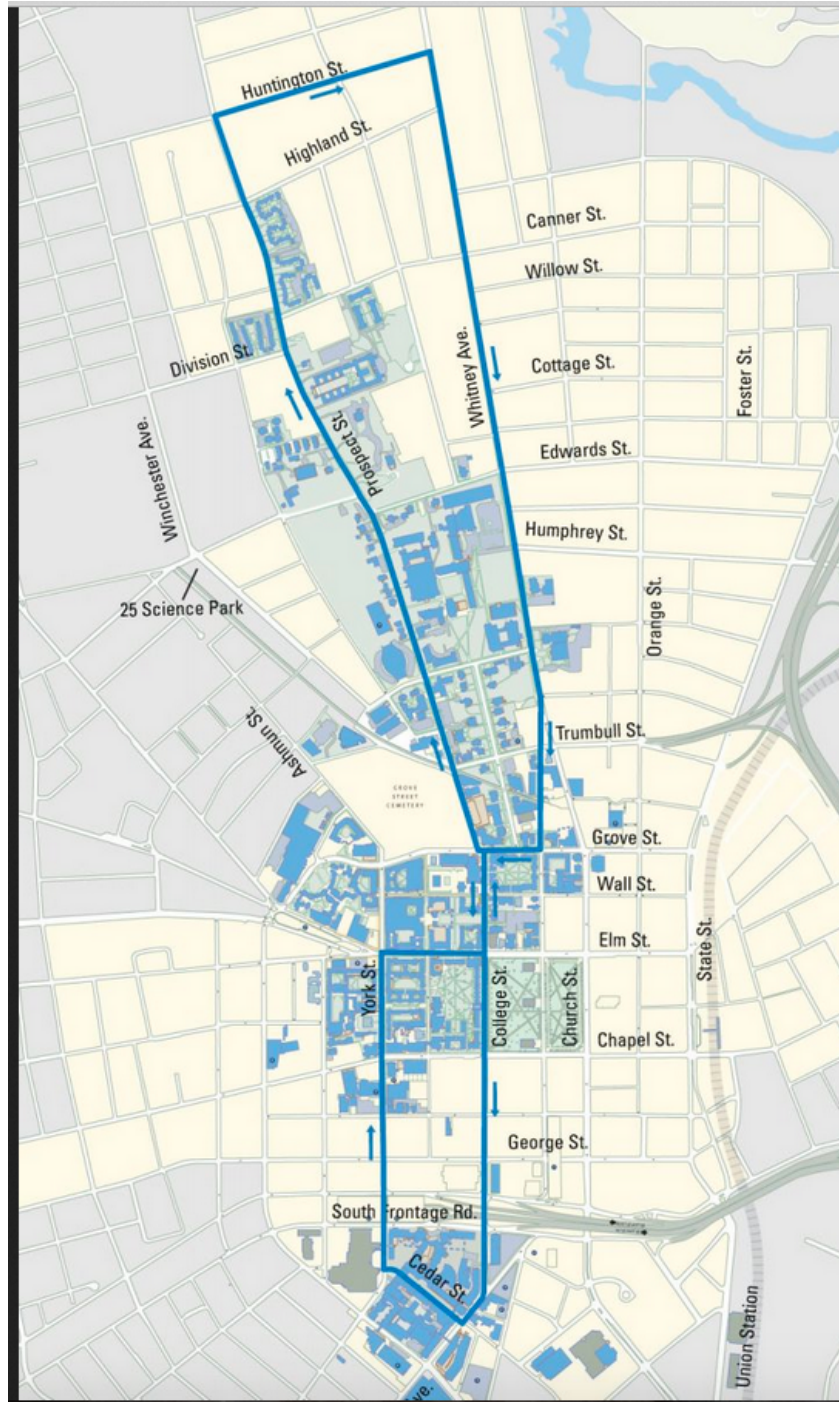 Huntington St.
Highland St.
Canner St.
Willow St.
Division St.
Cottage St.
Whitney Ave.
Foster St.
Winchester Ave.
Prospect St.
Edwards St.
Humphrey St.
25 Science Park
Orange St.
Ashmun St.
Trumbull St.
GROVE
STREET
CEMETERY
Grove St.
Wall St.
Elm St.
York St.
College St.
Church St.
State St.
Chapel St.
George St.
South Frontage Rd.
Cedar St.
Union Station
ve.